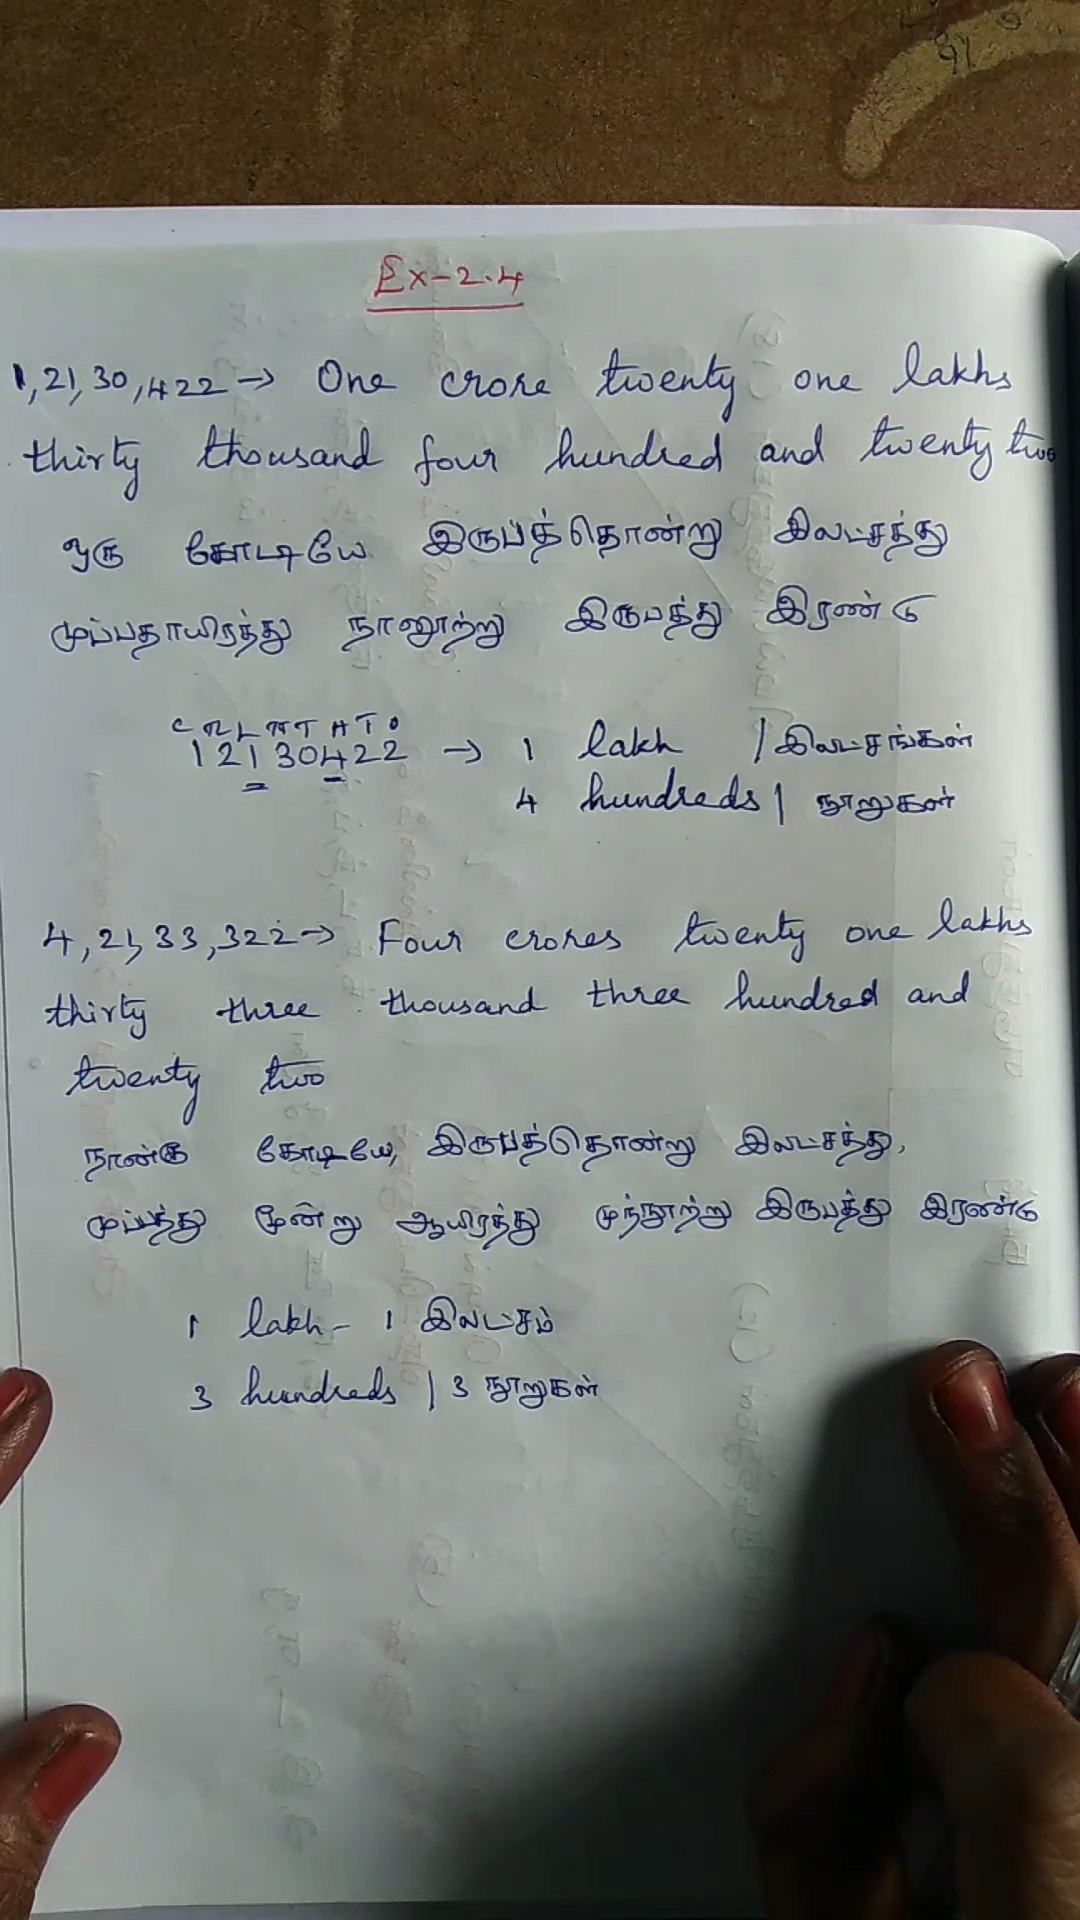 Ex-2.4
1,21,30,422 → One crore twenty one lakhs
thirty thousand four hundred and twenty two
ஒரு கோடியே இருபத்தொன்று இலட்சத்து
முப்பதாயிரத்து நானூற்று இருபத்து இரண்டு
C TL L TT T H T O
12130422 → 1 lakh / இலட்சங்கள்
4 hundreds | நூறுகள்
4,21,33,322 → Four crores twenty one lakhs
thirty three thousand three hundred and
twenty two
நான்கு கோடியே, இருபத்தொன்று இலட்சத்து,
முப்பத்து மூன்று ஆயிரத்து முந்நூற்று இருபத்து இரண்டு
1 lakh - 1 இலட்சம்
3 hundreds | 3 நூறுகள்